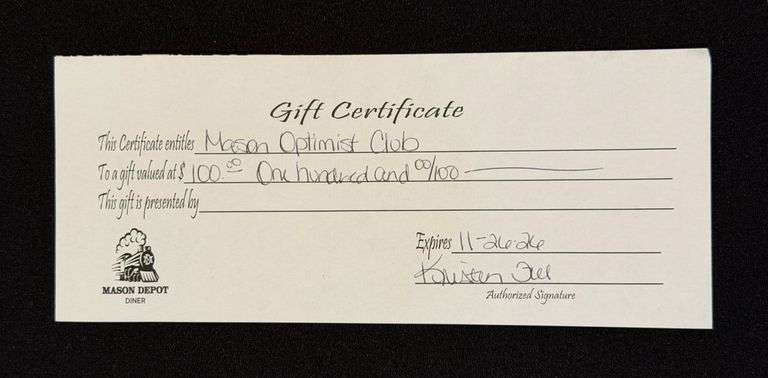 Gift Certificate
This Certificate entitles Mason Optimist Club
To a gift valued at $ 100.00 One hundred and 00/100
This gift is presented by
Expires 11-26-26
Authorized Signature
MASON DEPOT
DINER